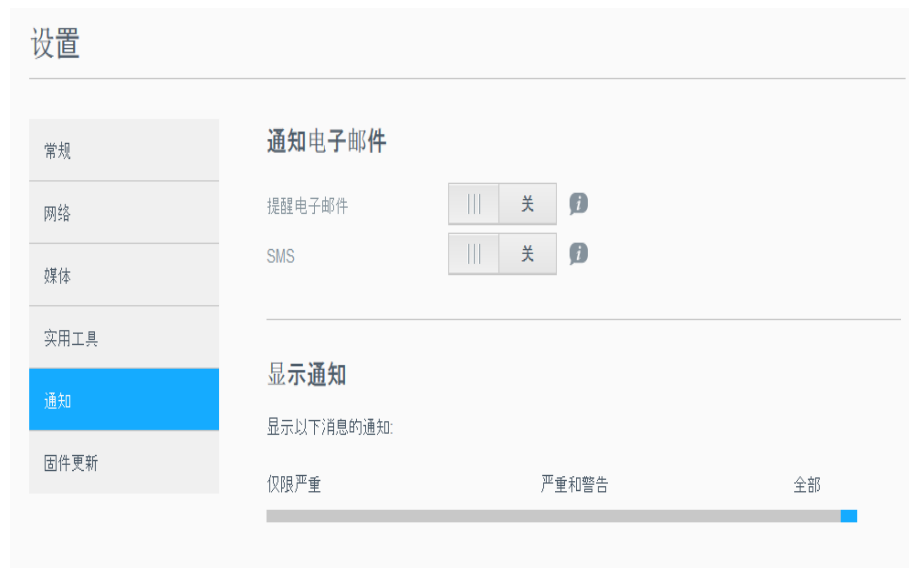 设置
常规
网络
媒体
实用工具
通知
固件更新
通知电子邮件
提醒电子邮件
关
SMS
关
显示通知
显示以下消息的通知:
仅限严重
严重和警告
全部